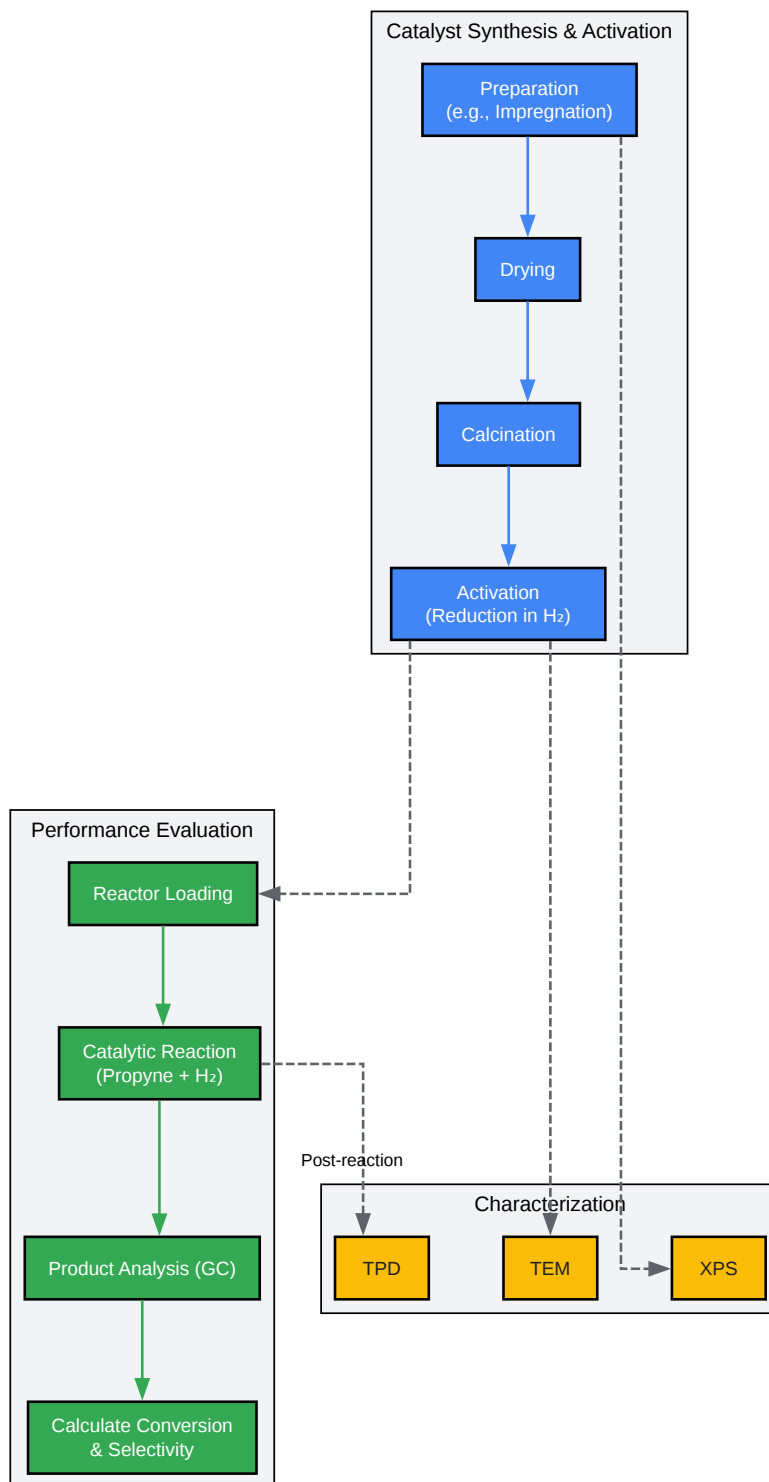 Catalyst Synthesis & Activation
Preparation
(e.g., Impregnation)
Drying
Calcination
Activation
(Reduction in H₂)
Performance Evaluation
Reactor Loading
Catalytic Reaction
(Propyne + H₂)
Post-reaction
Characterization
Product Analysis (GC)
TPD
TEM
XPS
Calculate Conversion
& Selectivity